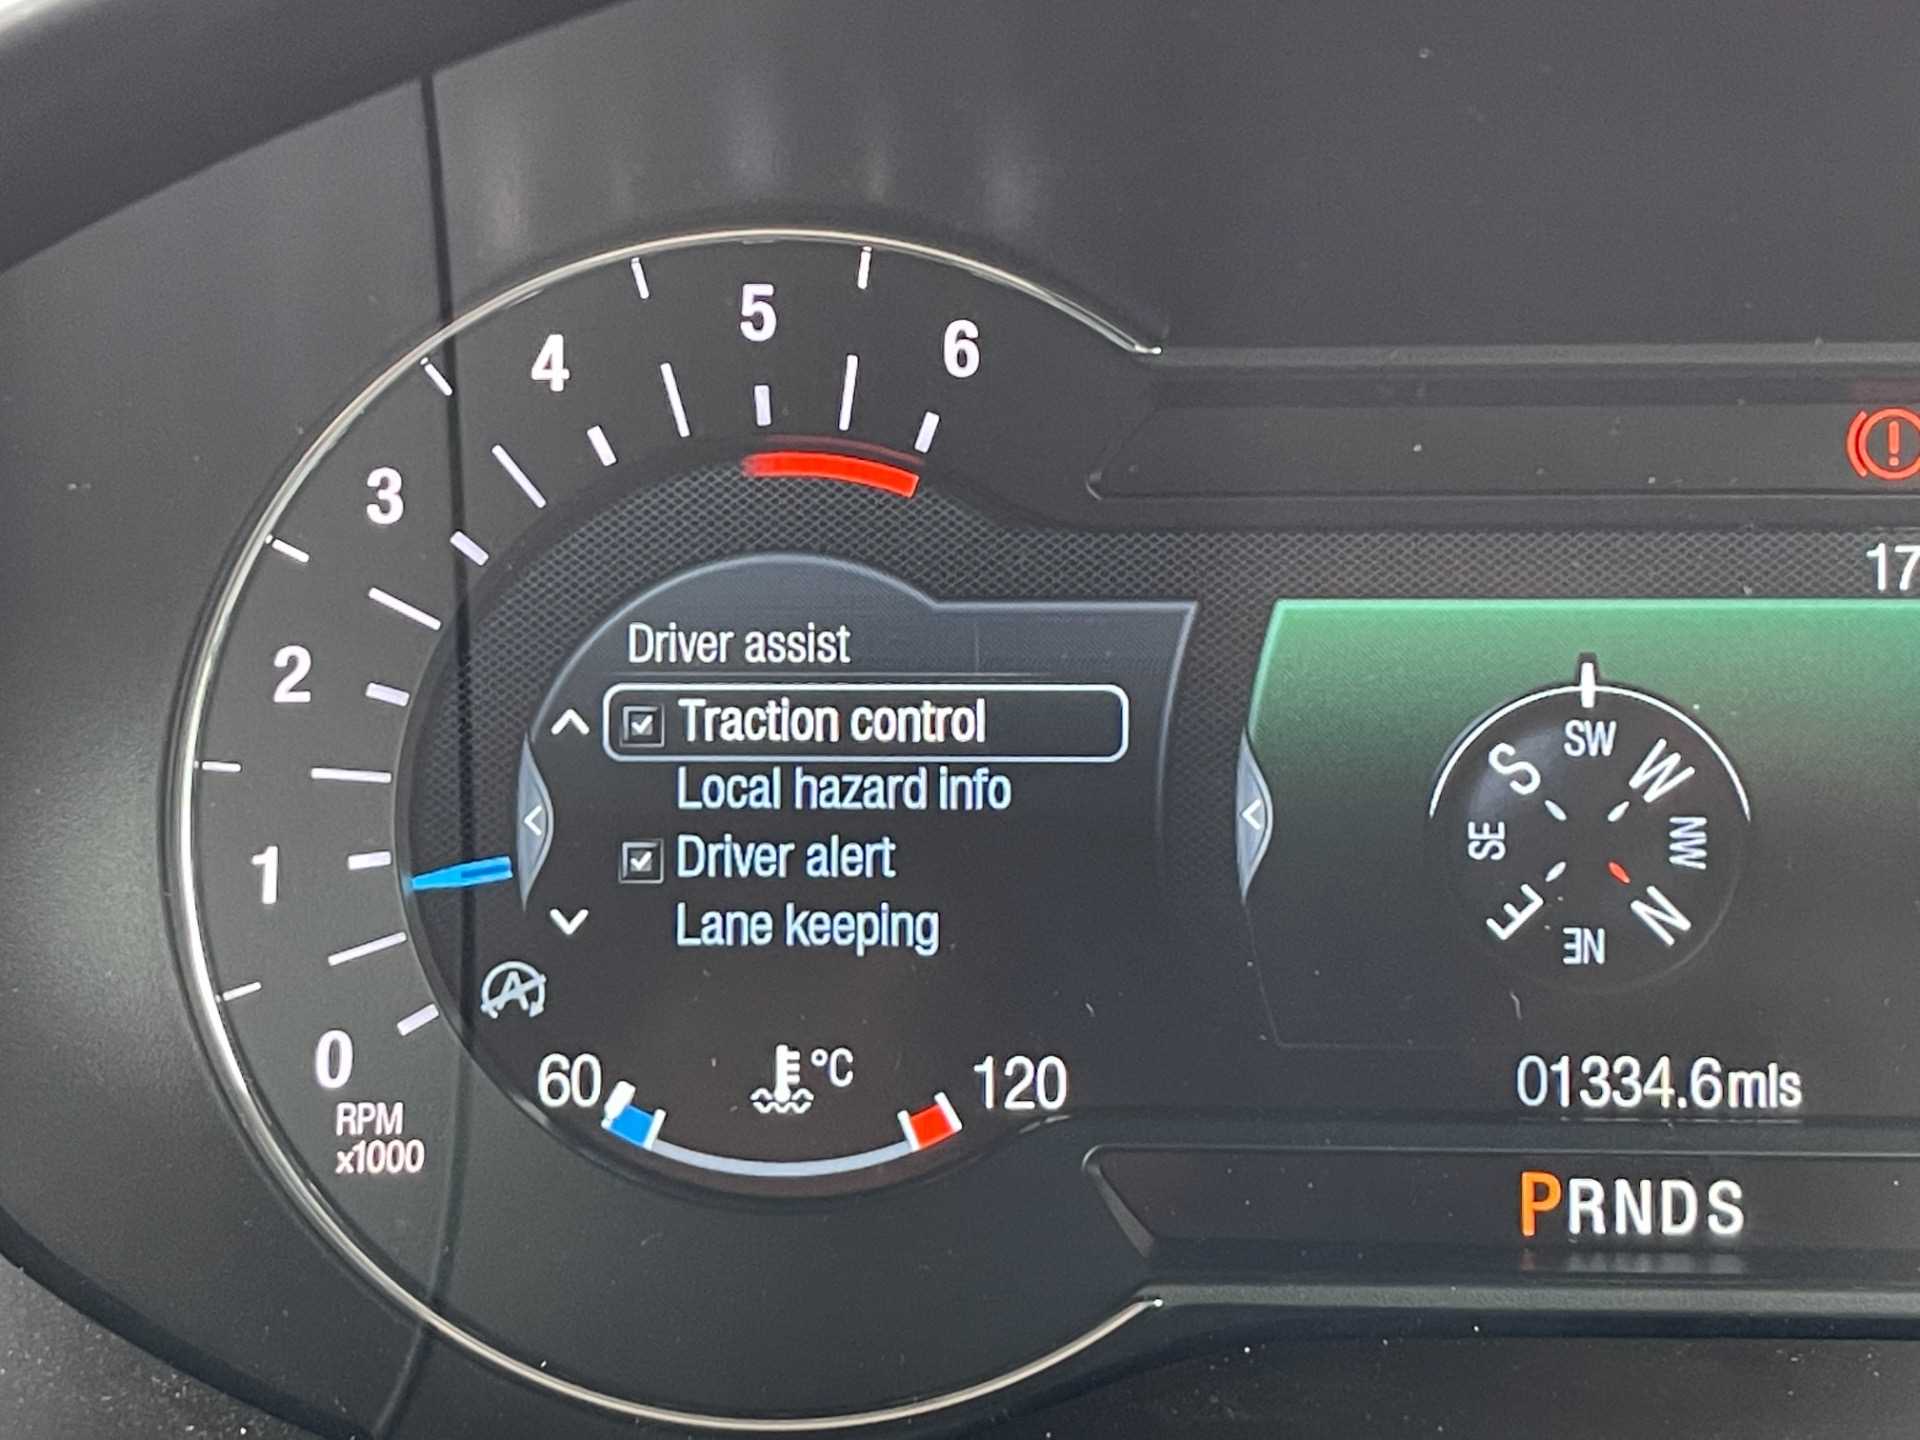 0
1
2
3
4
5
6
RPM
x1000
Driver assist
Traction control
Local hazard info
Driver alert
Lane keeping
A
60
°C
120
17
SW
S
W
SE
NW
E
N
NE
01334.6mls
PRNDS